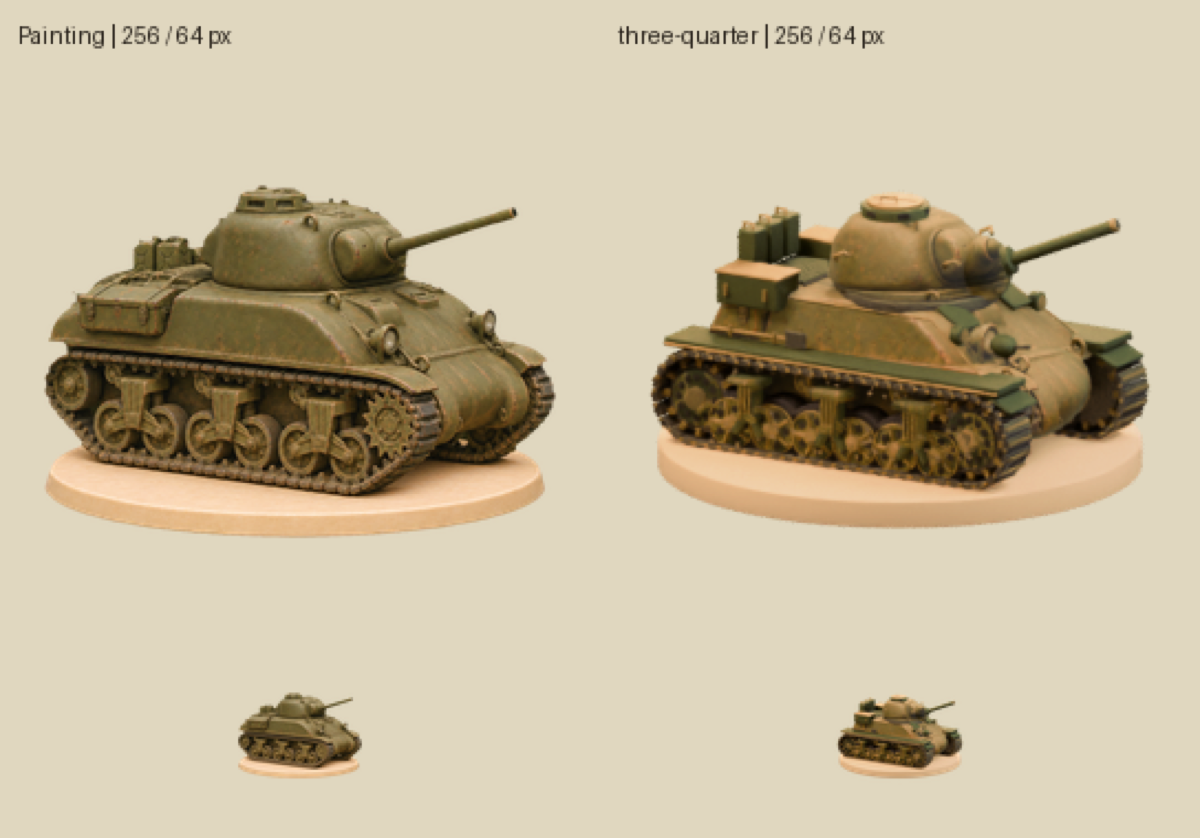 Painting | 256 / 64 px
three-quarter | 256 / 64 px